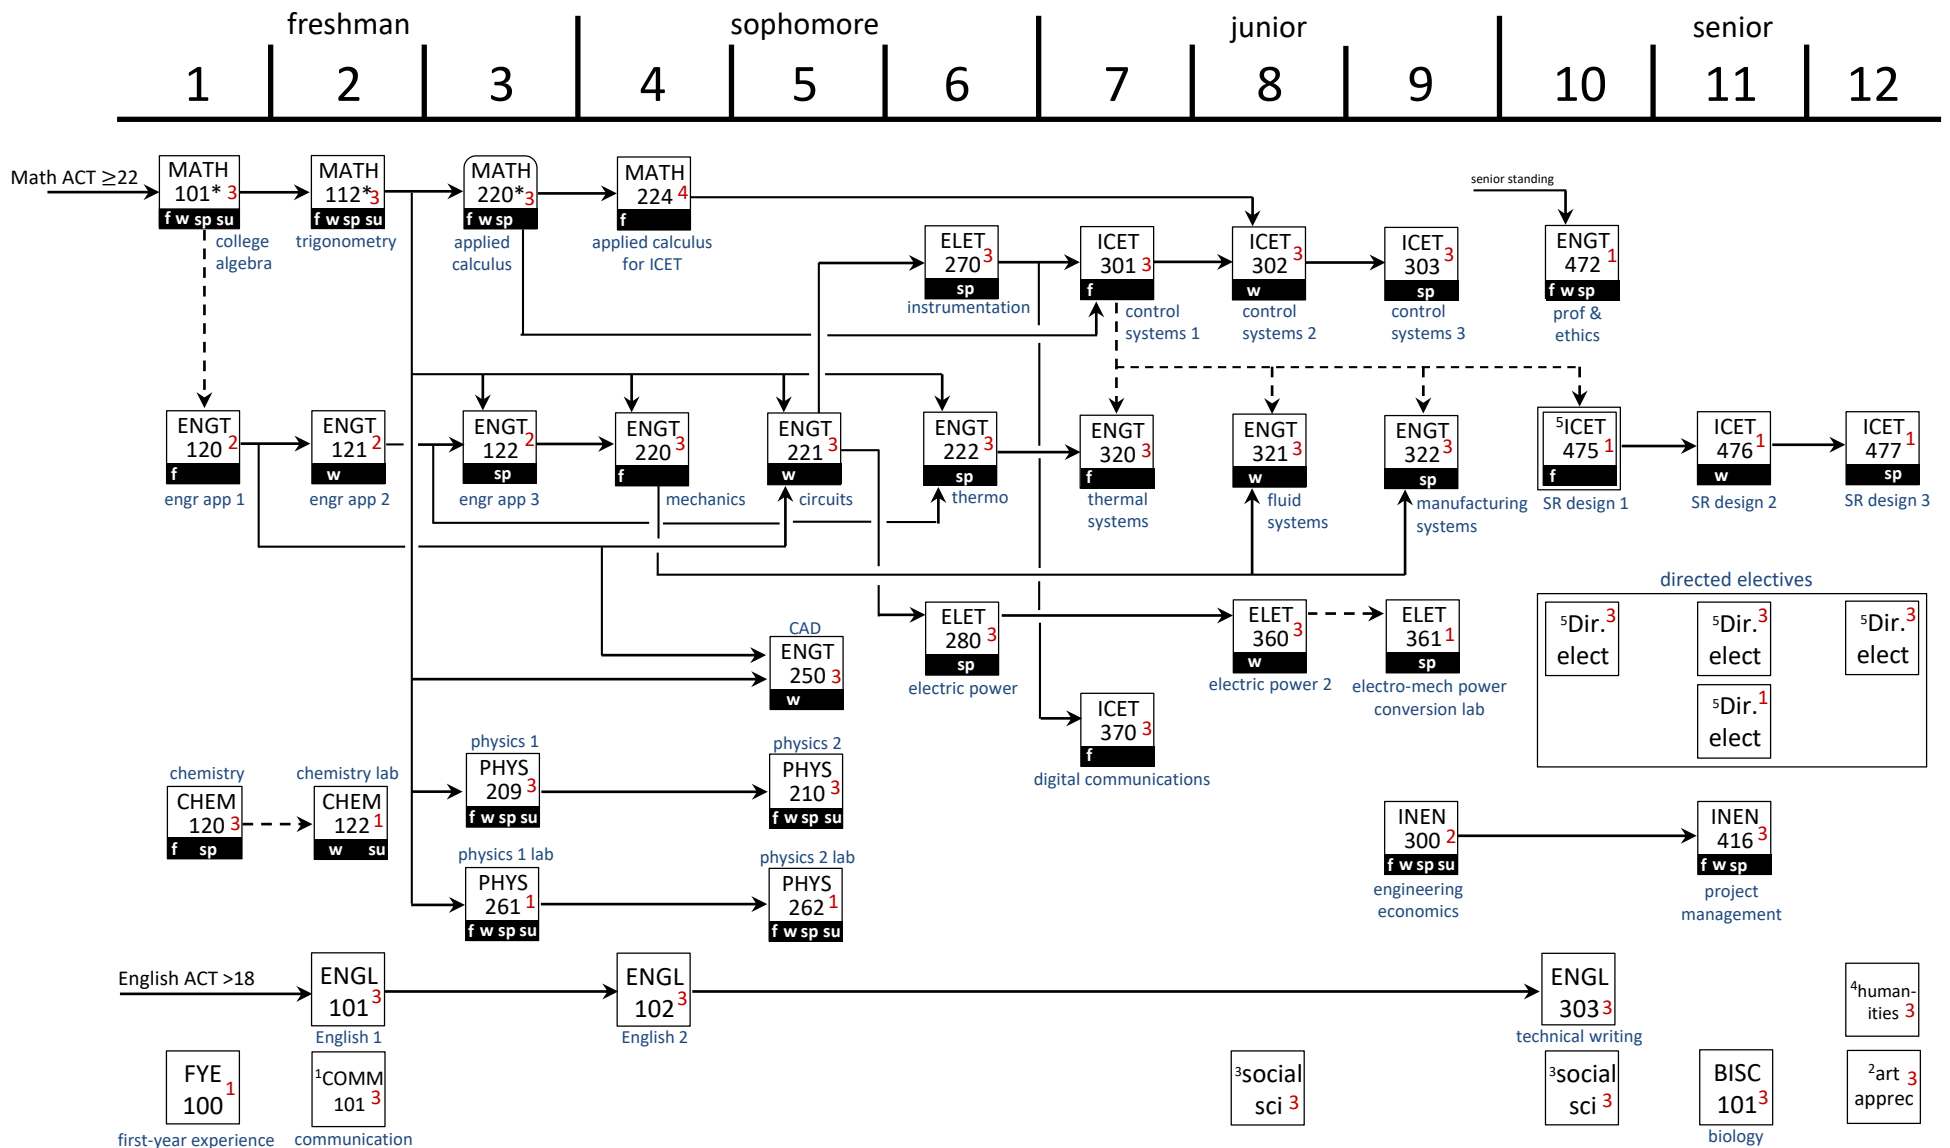 freshman
sophomore
junior
senior
1 2 3 4 5 6 7 8 9 10 11 12
Math ACT ≥22
MATH
101* 3
f w sp su
college
algebra
MATH
112* 3
f w sp su
trigonometry
MATH
220* 3
f w sp
applied
calculus
MATH
224 4
f
applied calculus
for ICET
senior standing
ELET
270 3
sp
instrumentation
ICET
301 3
f
control
systems 1
ICET
302 3
w
control
systems 2
ICET
303 3
sp
control
systems 3
ENGT
472 1
f w sp
prof &
ethics
ENGT
120 2
f
engr app 1
ENGT
121 2
w
engr app 2
ENGT
122 2
sp
engr app 3
ENGT
220 3
f
mechanics
ENGT
221 3
w
circuits
ENGT
222 3
sp
thermo
ENGT
320 3
f
thermal
systems
ENGT
321 3
w
fluid
systems
ENGT
322 3
sp
manufacturing
systems
⁵ICET
475 1
f
SR design 1
ICET
476 1
w
SR design 2
ICET
477 1
sp
SR design 3
CAD
ENGT
250 3
w
ELET
280 3
sp
electric power
ELET
360 3
w
electric power 2
ELET
361 1
sp
electro-mech power
conversion lab
directed electives
⁵Dir. 3
elect
⁵Dir. 3
elect
⁵Dir. 3
elect
⁵Dir. 1
elect
ICET
370 3
f
digital communications
chemistry
CHEM
120 3
f sp
chemistry lab
CHEM
122 1
w su
physics 1
PHYS
209 3
f w sp su
physics 2
PHYS
210 3
f w sp su
physics 1 lab
PHYS
261 1
f w sp su
physics 2 lab
PHYS
262 1
f w sp su
INEN
300 2
f w sp su
engineering
economics
INEN
416 3
f w sp
project
management
English ACT >18
ENGL
101 3
English 1
ENGL
102 3
English 2
ENGL
303 3
technical writing
⁴human-
ities 3
FYE
100 1
first-year experience
¹COMM
101 3
communication
³social
sci 3
³social
sci 3
BISC
101 3
biology
²art 3
apprec